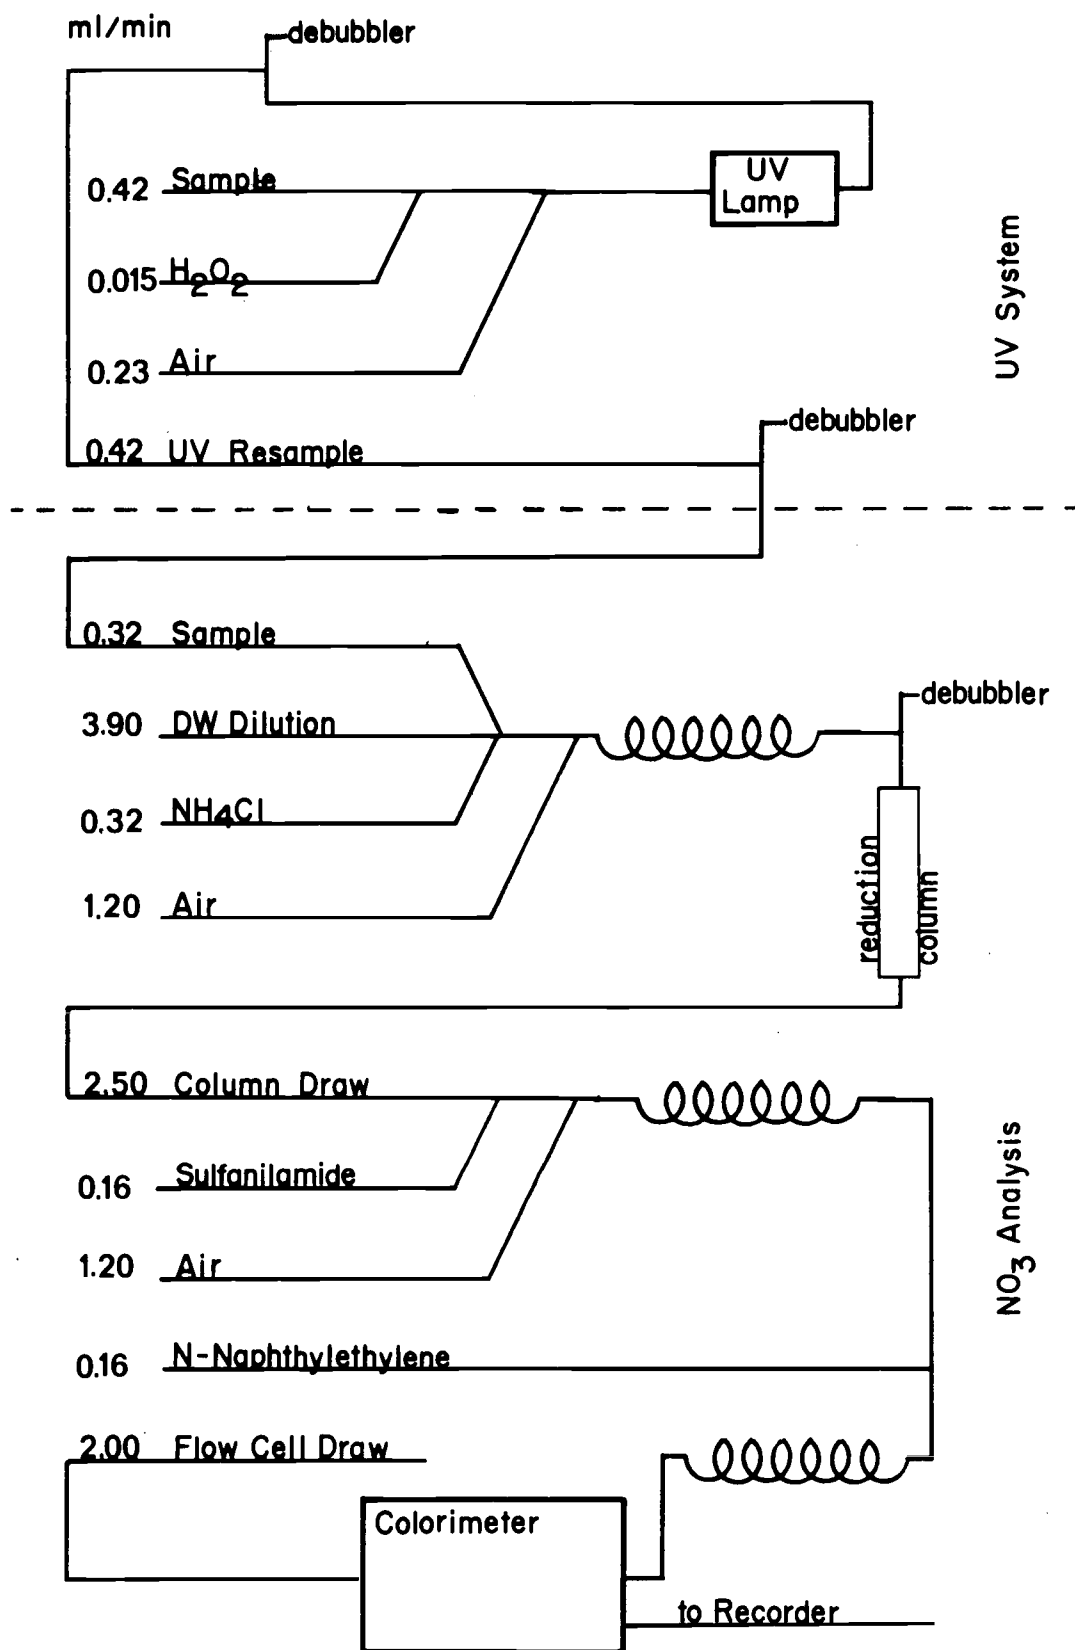 ml/min
debubbler
0.42 Sample
UV
Lamp
0.015 H₂O₂
0.23 Air
UV System
0.42 UV Resample
debubbler
0.32 Sample
3.90 DW Dilution
debubbler
0.32 NH₄Cl
1.20 Air
reduction
column
2.50 Column Draw
0.16 Sulfanilamide
1.20 Air
NO₃ Analysis
0.16 N-Naphthylethylene
2.00 Flow Cell Draw
Colorimeter
to Recorder